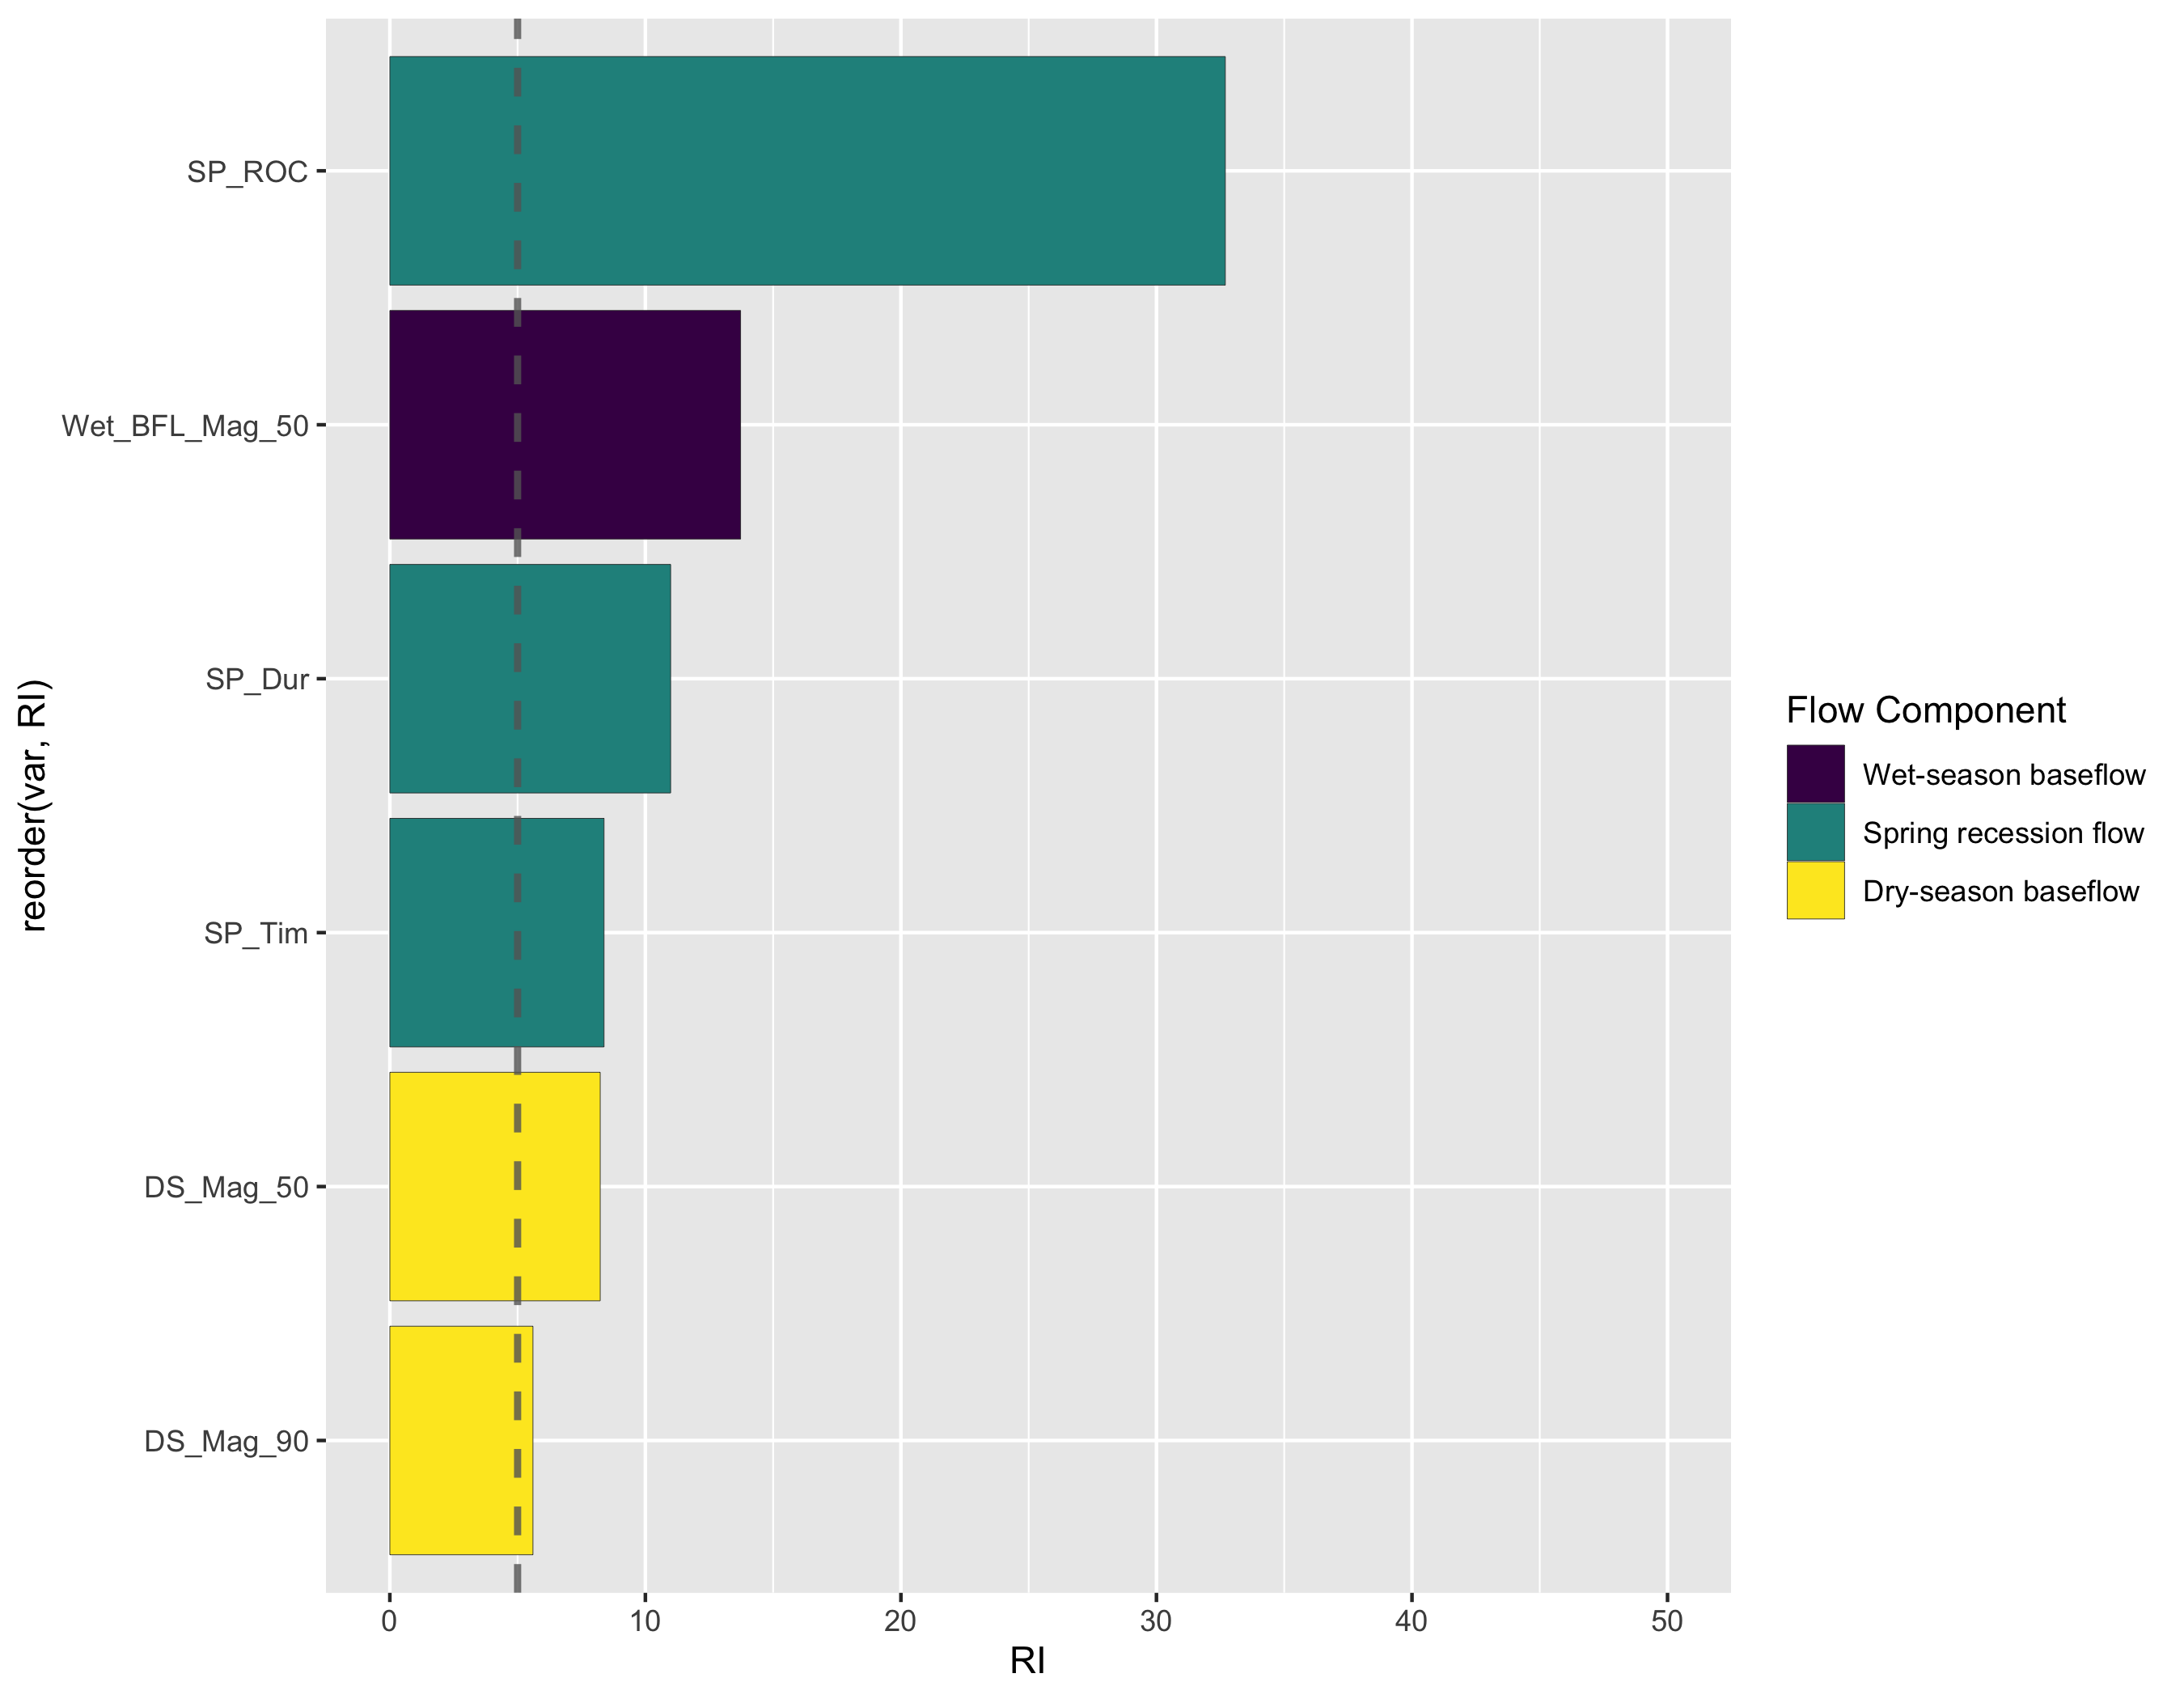 SP_ROC
Wet_BFL_Mag_50
SP_Dur
SP_Tim
DS_Mag_50
DS_Mag_90
reorder(var, RI)
0 10 20 30 40 50
RI
Flow Component
Wet-season baseflow
Spring recession flow
Dry-season baseflow